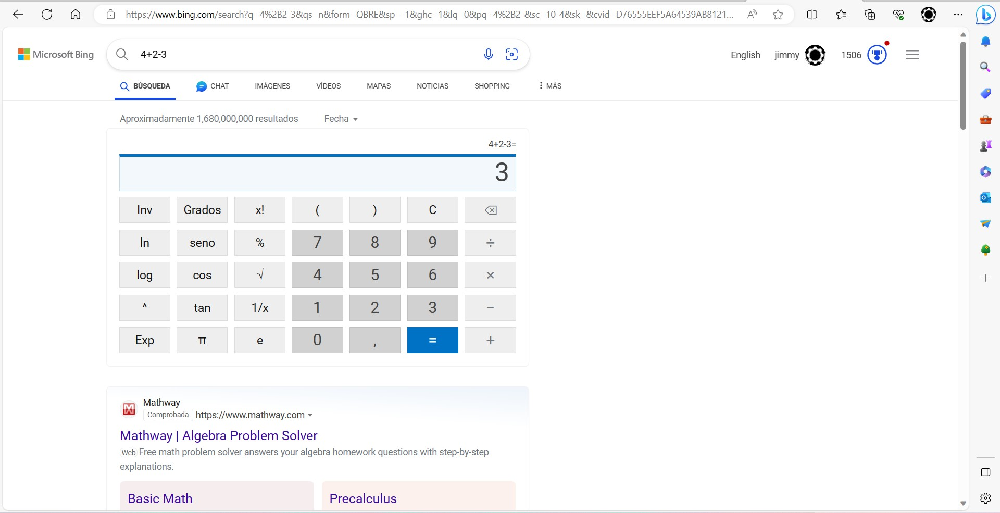 https://www.bing.com/search?q=4%2B2-3&qs=n&form=QBRE&sp=-1&ghc=1&lq=0&pq=4%2B2-&sc=10-4&sk=&cvid=D76555EEF5A64539AB8121...
Microsoft Bing
4+2-3
English jimmy 1506
BÚSQUEDA CHAT IMÁGENES VÍDEOS MAPAS NOTICIAS SHOPPING MÁS
Aproximadamente 1,680,000,000 resultados Fecha
4+2-3=
3
Inv Grados x! ( ) C
ln seno % 7 8 9 ÷
log cos √ 4 5 6 ×
^ tan 1/x 1 2 3 −
Exp π e 0 , = +
Mathway
Comprobada https://www.mathway.com
Mathway | Algebra Problem Solver
Web Free math problem solver answers your algebra homework questions with step-by-step
explanations.
Basic Math Precalculus